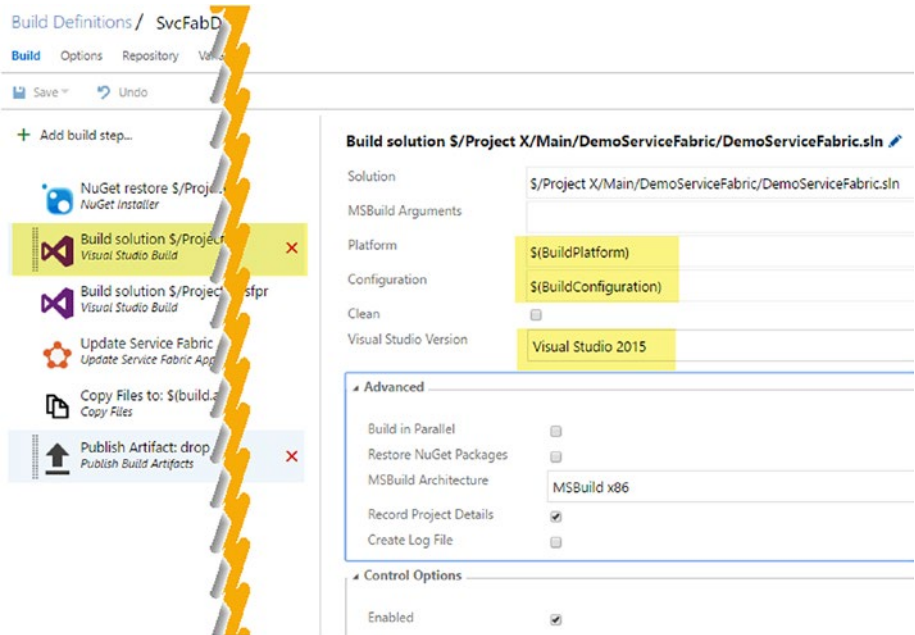 Build Definitions / SvcFabD
Build Options Repository
Save Undo
Add build step...
NuGet restore $/Proj
NuGet Installer
Build solution $/Project
Visual Studio Build
Build solution $/Project sfpr
Visual Studio Build
Update Service Fabric
Update Service Fabric App
Copy Files to: $(build.a
Copy Files
Publish Artifact: drop
Publish Build Artifacts
Build solution $/Project X/Main/DemoServiceFabric/DemoServiceFabric.sln
Solution $/Project X/Main/DemoServiceFabric/DemoServiceFabric.sln
MSBuild Arguments
Platform $(BuildPlatform)
Configuration $(BuildConfiguration)
Clean
Visual Studio Version Visual Studio 2015
Advanced
Build in Parallel
Restore NuGet Packages
MSBuild Architecture MSBuild x86
Record Project Details
Create Log File
Control Options
Enabled